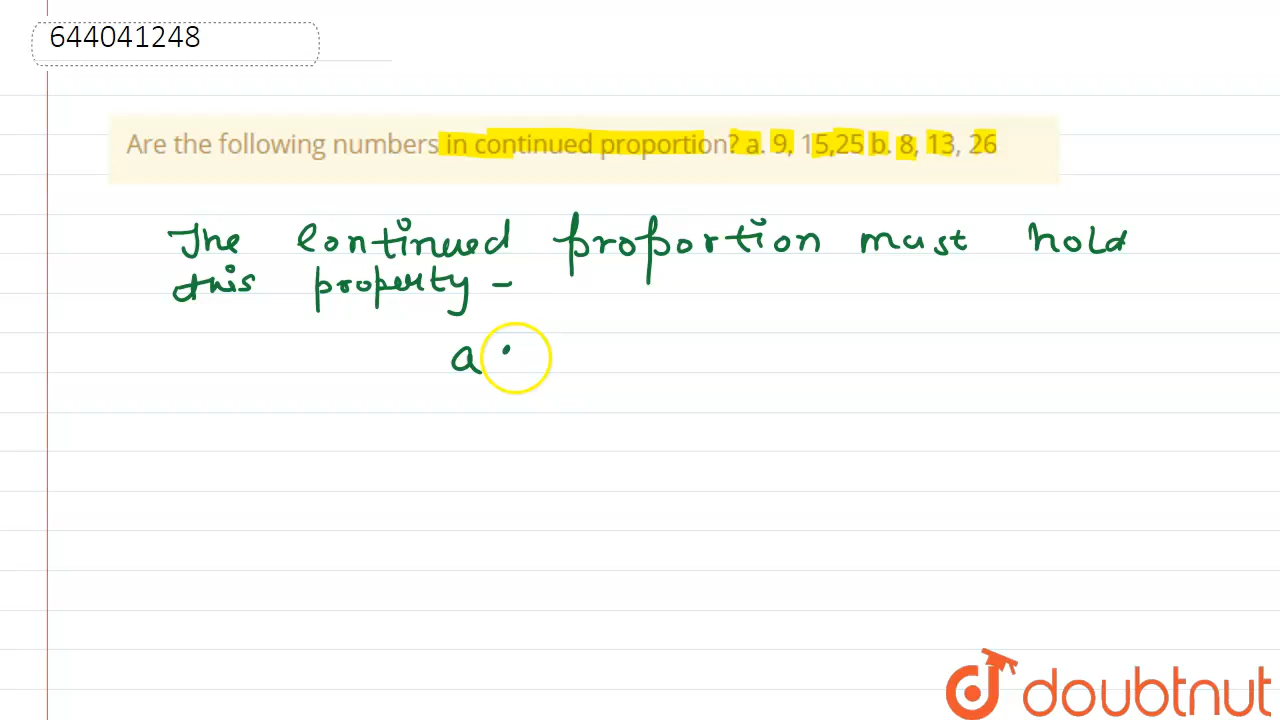 644041248
Are the following numbers in continued proportion? a. 9, 15,25 b. 8, 13, 26
The continued proportion must hold
this property -
a
doubtnut